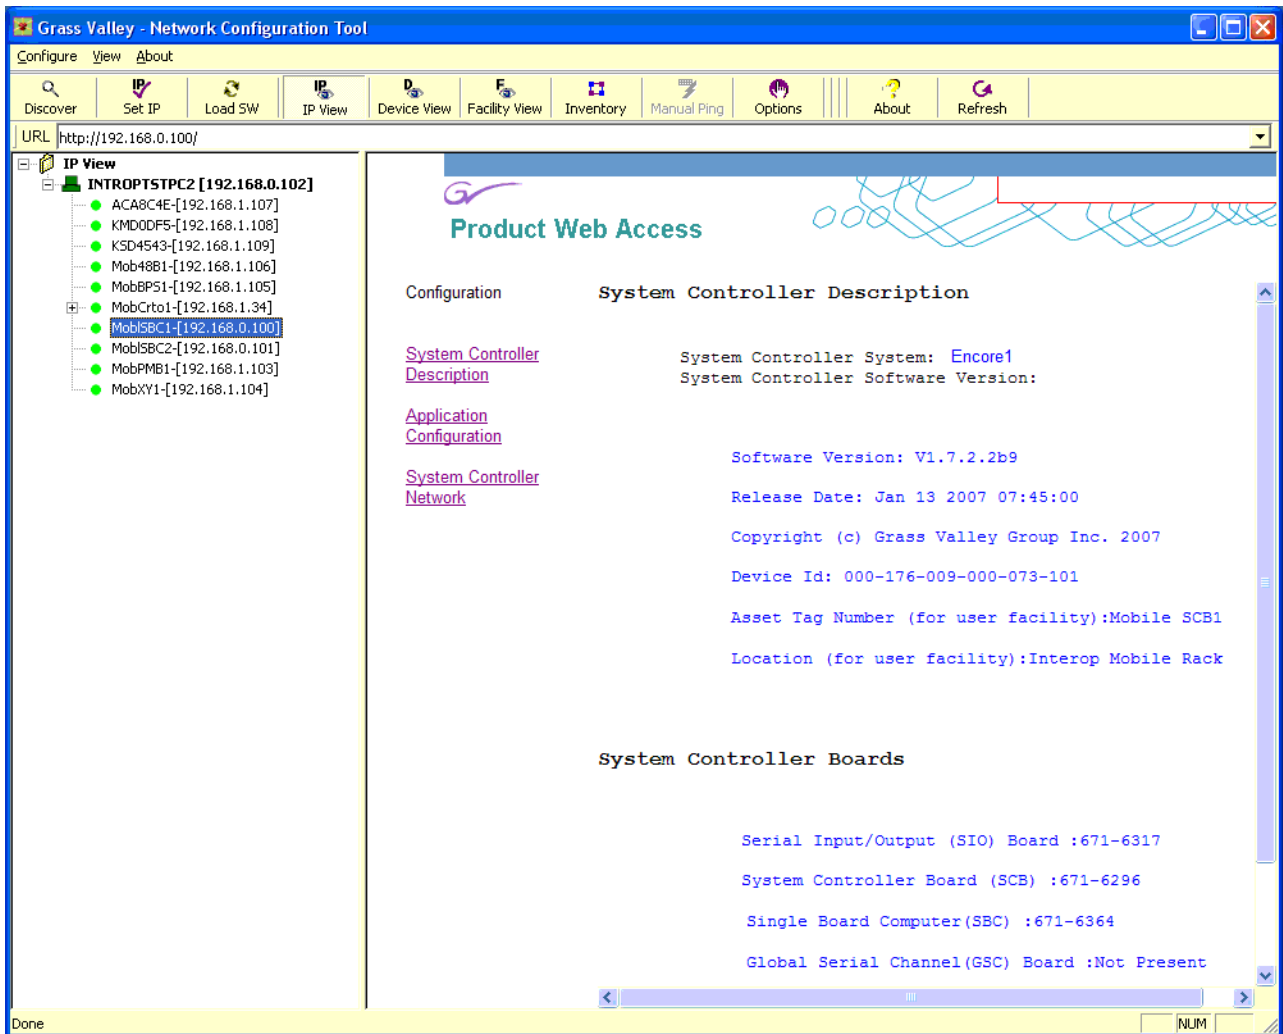 Grass Valley - Network Configuration Tool
Configure View About
Discover Set IP Load SW IP View Device View Facility View Inventory Manual Ping Options About Refresh
URL http://192.168.0.100/
IP View
INTROPTSTPC2 [192.168.0.102]
ACA8C4E-[192.168.1.107]
KMD0DF5-[192.168.1.108]
KSD4543-[192.168.1.109]
Mob48B1-[192.168.1.106]
MobBPS1-[192.168.1.105]
MobCrto1-[192.168.1.34]
MoblSBC1-[192.168.0.100]
MoblSBC2-[192.168.0.101]
MobPMB1-[192.168.1.103]
MobXY1-[192.168.1.104]
Product Web Access
Configuration
System Controller
Description
Application
Configuration
System Controller
Network
System Controller Description
System Controller System: Encore1
System Controller Software Version:
Software Version: V1.7.2.2b9
Release Date: Jan 13 2007 07:45:00
Copyright (c) Grass Valley Group Inc. 2007
Device Id: 000-176-009-000-073-101
Asset Tag Number (for user facility):Mobile SCB1
Location (for user facility):Interop Mobile Rack
System Controller Boards
Serial Input/Output (SIO) Board :671-6317
System Controller Board (SCB) :671-6296
Single Board Computer(SBC) :671-6364
Global Serial Channel(GSC) Board :Not Present
Done
NUM